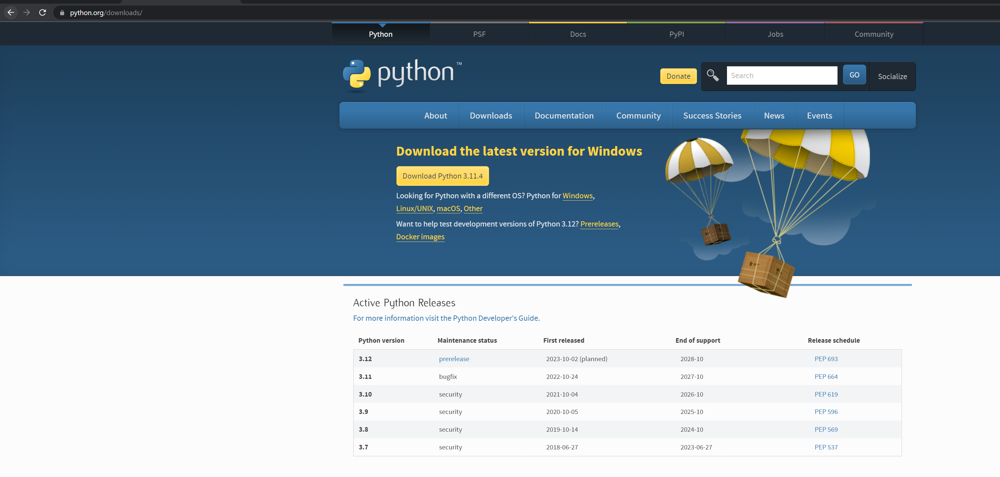 python.org/downloads/
Python PSF Docs PyPI Jobs Community
python™
Donate Search GO Socialize
About Downloads Documentation Community Success Stories News Events
Download the latest version for Windows
Download Python 3.11.4
Looking for Python with a different OS? Python for Windows,
Linux/UNIX, macOS, Other
Want to help test development versions of Python 3.12? Prereleases,
Docker images
Active Python Releases
For more information visit the Python Developer's Guide.
Python version Maintenance status First released End of support Release schedule
3.12 prerelease 2023-10-02 (planned) 2028-10 PEP 693
3.11 bugfix 2022-10-24 2027-10 PEP 664
3.10 security 2021-10-04 2026-10 PEP 619
3.9 security 2020-10-05 2025-10 PEP 596
3.8 security 2019-10-14 2024-10 PEP 569
3.7 security 2018-06-27 2023-06-27 PEP 537